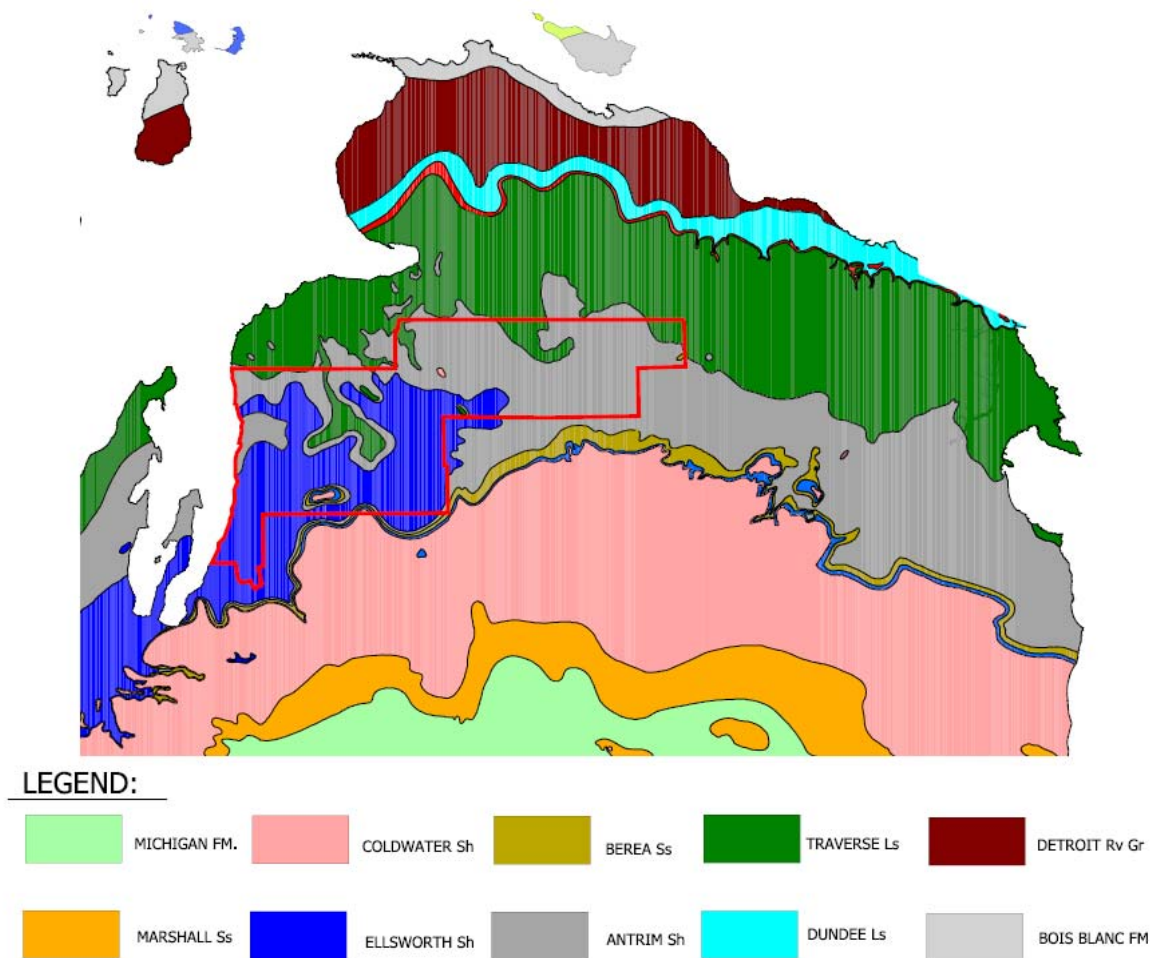 LEGEND:
MICHIGAN FM.
COLDWATER Sh
BEREA Ss
TRAVERSE Ls
DETROIT Rv Gr
MARSHALL Ss
ELLSWORTH Sh
ANTRIM Sh
DUNDEE Ls
BOIS BLANC FM